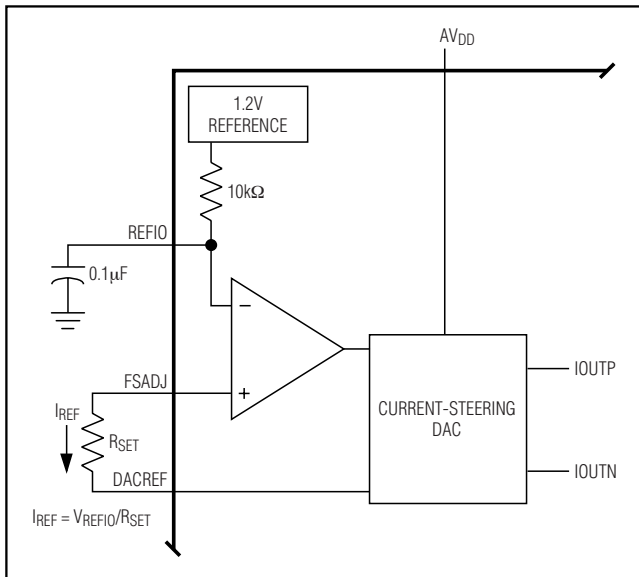 AVDD
1.2V
REFERENCE
10kΩ
REFIO
0.1µF
−
+
FSADJ
IREF
RSET
DACREF
CURRENT-STEERING
DAC
IOUTP
IOUTN
IREF = VREFIO/RSET